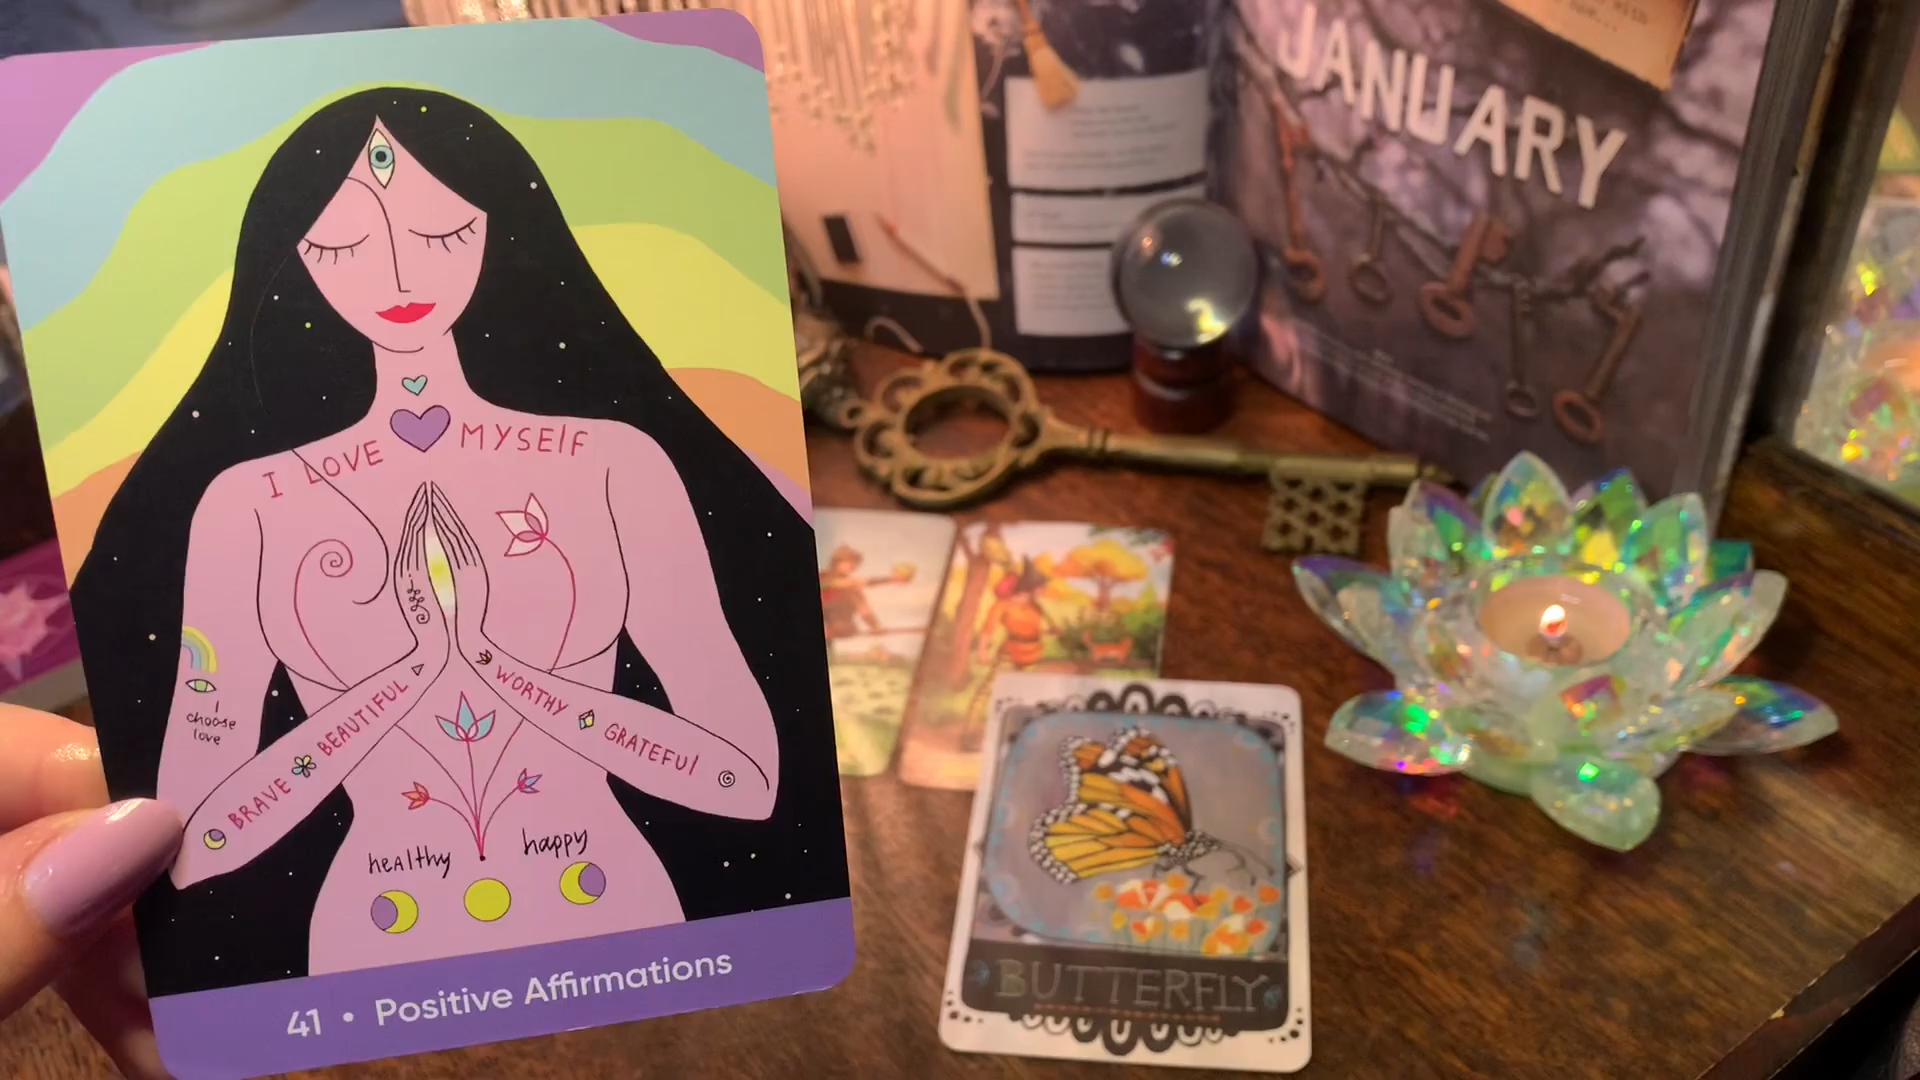 I LOVE MYSELF
I
choose
love
BRAVE BEAUTIFUL
WORTHY GRATEFUL
healthy happy
41 • Positive Affirmations
JANUARY
BUTTERFLY